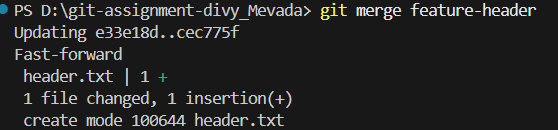 PS D:\git-assignment-divy_Mevada> git merge feature-header
Updating e33e18d..cec775f
Fast-forward
 header.txt | 1 +
 1 file changed, 1 insertion(+)
 create mode 100644 header.txt